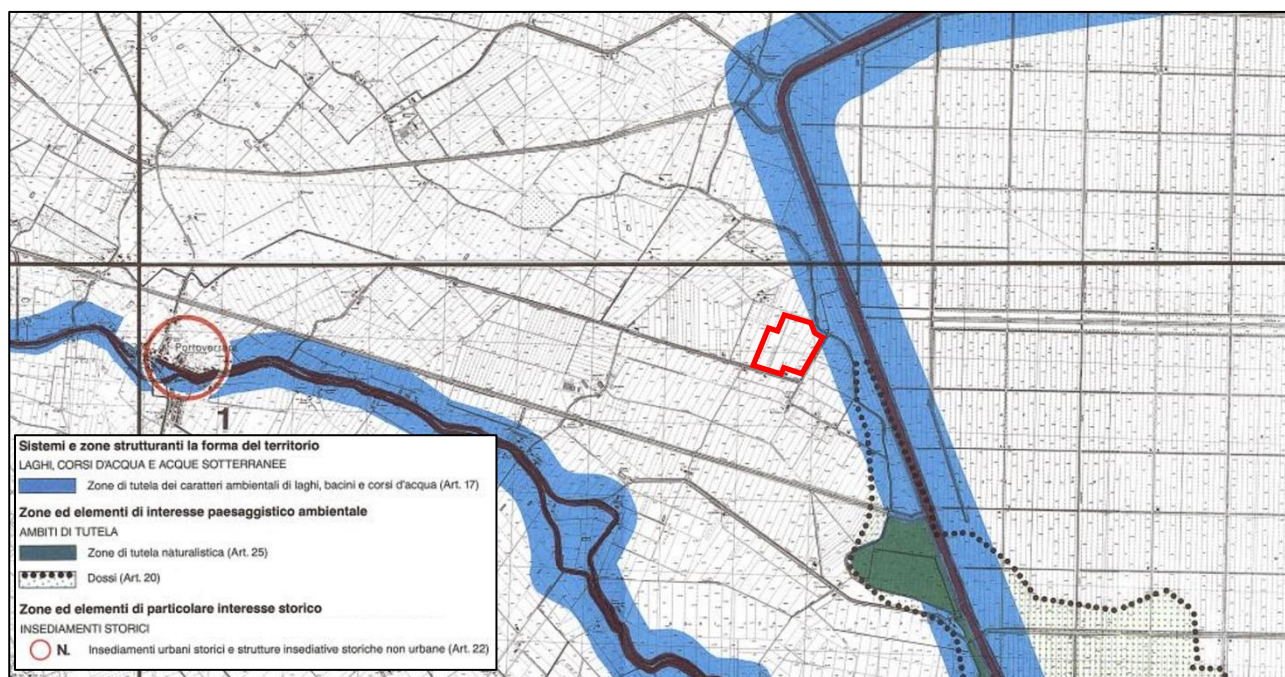 Portoverrara
1
Sistemi e zone strutturanti la forma del territorio
LAGHI, CORSI D'ACQUA E ACQUE SOTTERRANEE
Zone di tutela dei caratteri ambientali di laghi, bacini e corsi d'acqua (Art. 17)
Zone ed elementi di interesse paesaggistico ambientale
AMBITI DI TUTELA
Zone di tutela naturalistica (Art. 25)
Dossi (Art. 20)
Zone ed elementi di particolare interesse storico
INSEDIAMENTI STORICI
N. Insediamenti urbani storici e strutture insediative storiche non urbane (Art. 22)